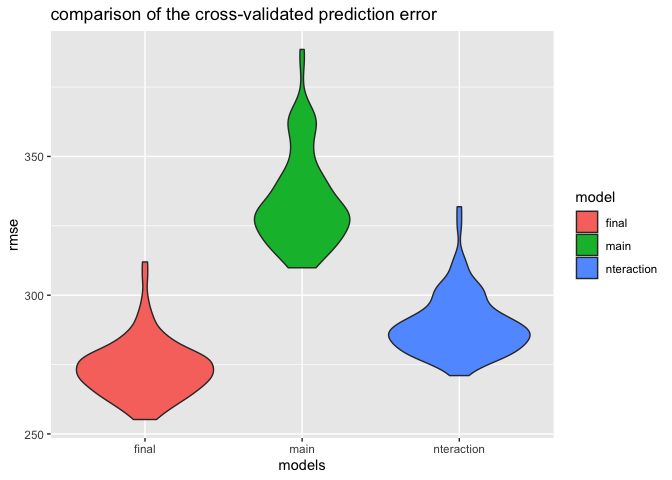 comparison of the cross-validated prediction error
rmse
350
300
250
final
main
nteraction
models
model
final
main
nteraction